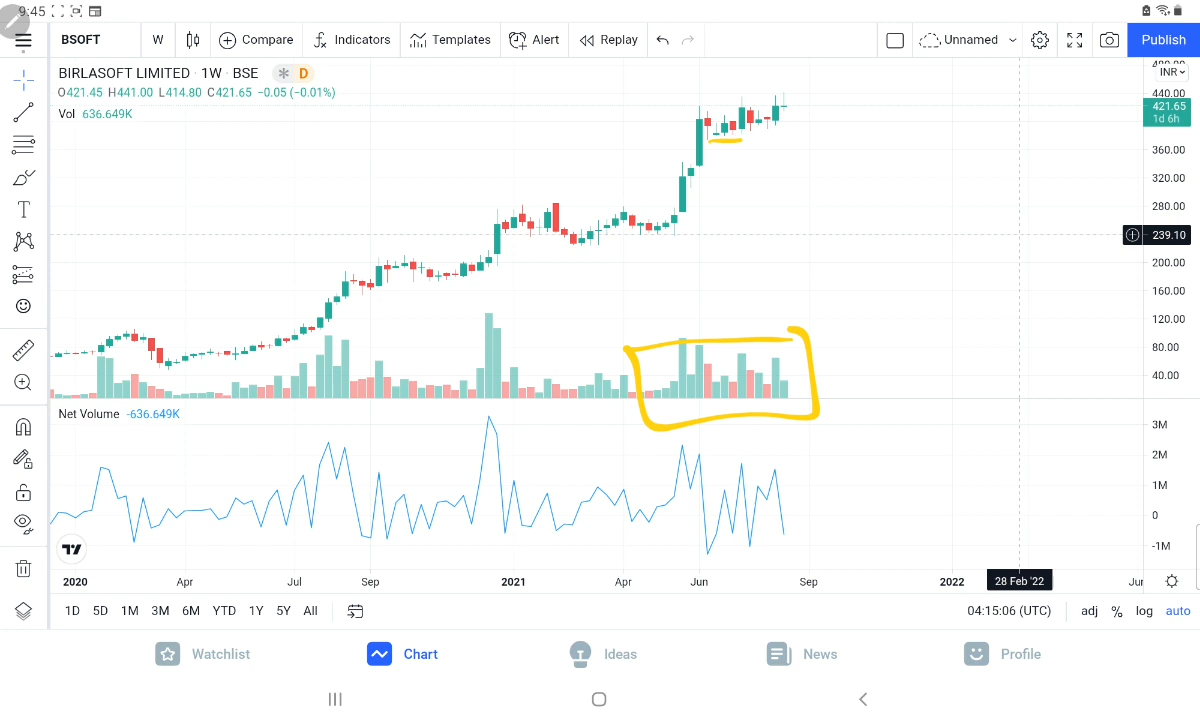 9:45
BSOFT W Compare Indicators Templates Alert Replay Unnamed Publish
BIRLASOFT LIMITED · 1W · BSE D
O421.45 H441.00 L414.80 C421.65 −0.05 (−0.01%)
Vol 636.649K
INR
480.00
440.00
421.65
1d 6h
360.00
320.00
280.00
239.10
200.00
160.00
120.00
80.00
40.00
Net Volume -636.649K
3M
2M
1M
0
-1M
2020 Apr Jul Sep 2021 Apr Jun Sep 2022 28 Feb '22 Jun
1D 5D 1M 3M 6M YTD 1Y 5Y All 04:15:06 (UTC) adj % log auto
Watchlist Chart Ideas News Profile